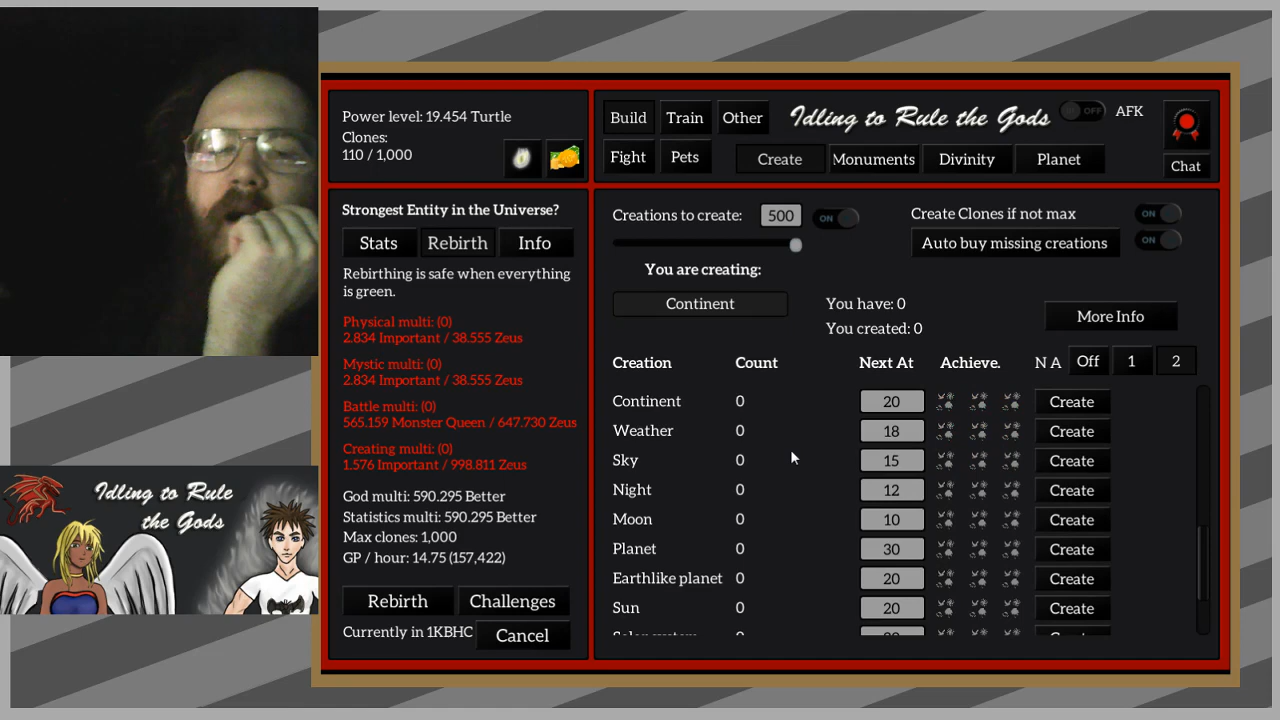 Power level: 19.454 Turtle
Clones:
110 / 1,000
Build
Train
Other
Idling to Rule the Gods
OFF
AFK
Fight
Pets
Create
Monuments
Divinity
Planet
Chat
Strongest Entity in the Universe?
Stats
Rebirth
Info
Rebirthing is safe when everything
is green.
Physical multi: (0)
2.834 Important / 38.555 Zeus
Mystic multi: (0)
2.834 Important / 38.555 Zeus
Battle multi: (0)
565.159 Monster Queen / 647.730 Zeus
Creating multi: (0)
1.576 Important / 998.811 Zeus
God multi: 590.295 Better
Statistics multi: 590.295 Better
Max clones: 1,000
GP / hour: 14.75 (157,422)
Rebirth
Challenges
Currently in 1KBHC
Cancel
Creations to create: 500 ON
Create Clones if not max ON
Auto buy missing creations ON
You are creating:
Continent
You have: 0
You created: 0
More Info
Creation Count Next At Achieve. N A Off 1 2
Continent 0 20 Create
Weather 0 18 Create
Sky 0 15 Create
Night 0 12 Create
Moon 0 10 Create
Planet 0 30 Create
Earthlike planet 0 20 Create
Sun 0 20 Create
Idling to Rule
the Gods